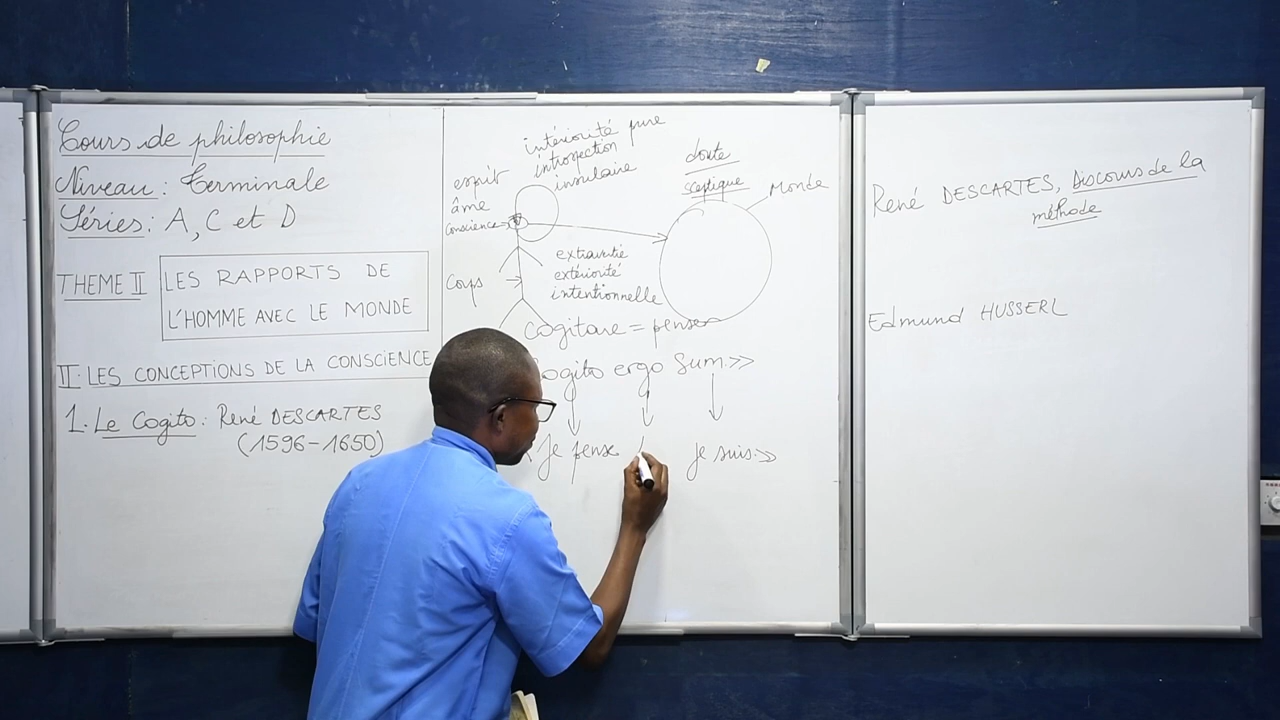 Cours de philosophie
Niveau : Terminale
Séries : A, C et D
THEME II
LES RAPPORTS DE
L'HOMME AVEC LE MONDE
II. LES CONCEPTIONS DE LA CONSCIENCE
1. Le Cogito : René DESCARTES
(1596-1650)
intériorité pure
introspection
insulaire
esprit
âme
conscience
Corps
doute
sceptique
Monde
extravertie
extériorité
intentionnelle
Cogitare = penser
Cogito ergo Sum >>
Je pense
je suis. >>
René DESCARTES, Discours de la
méthode
Edmund HUSSERL